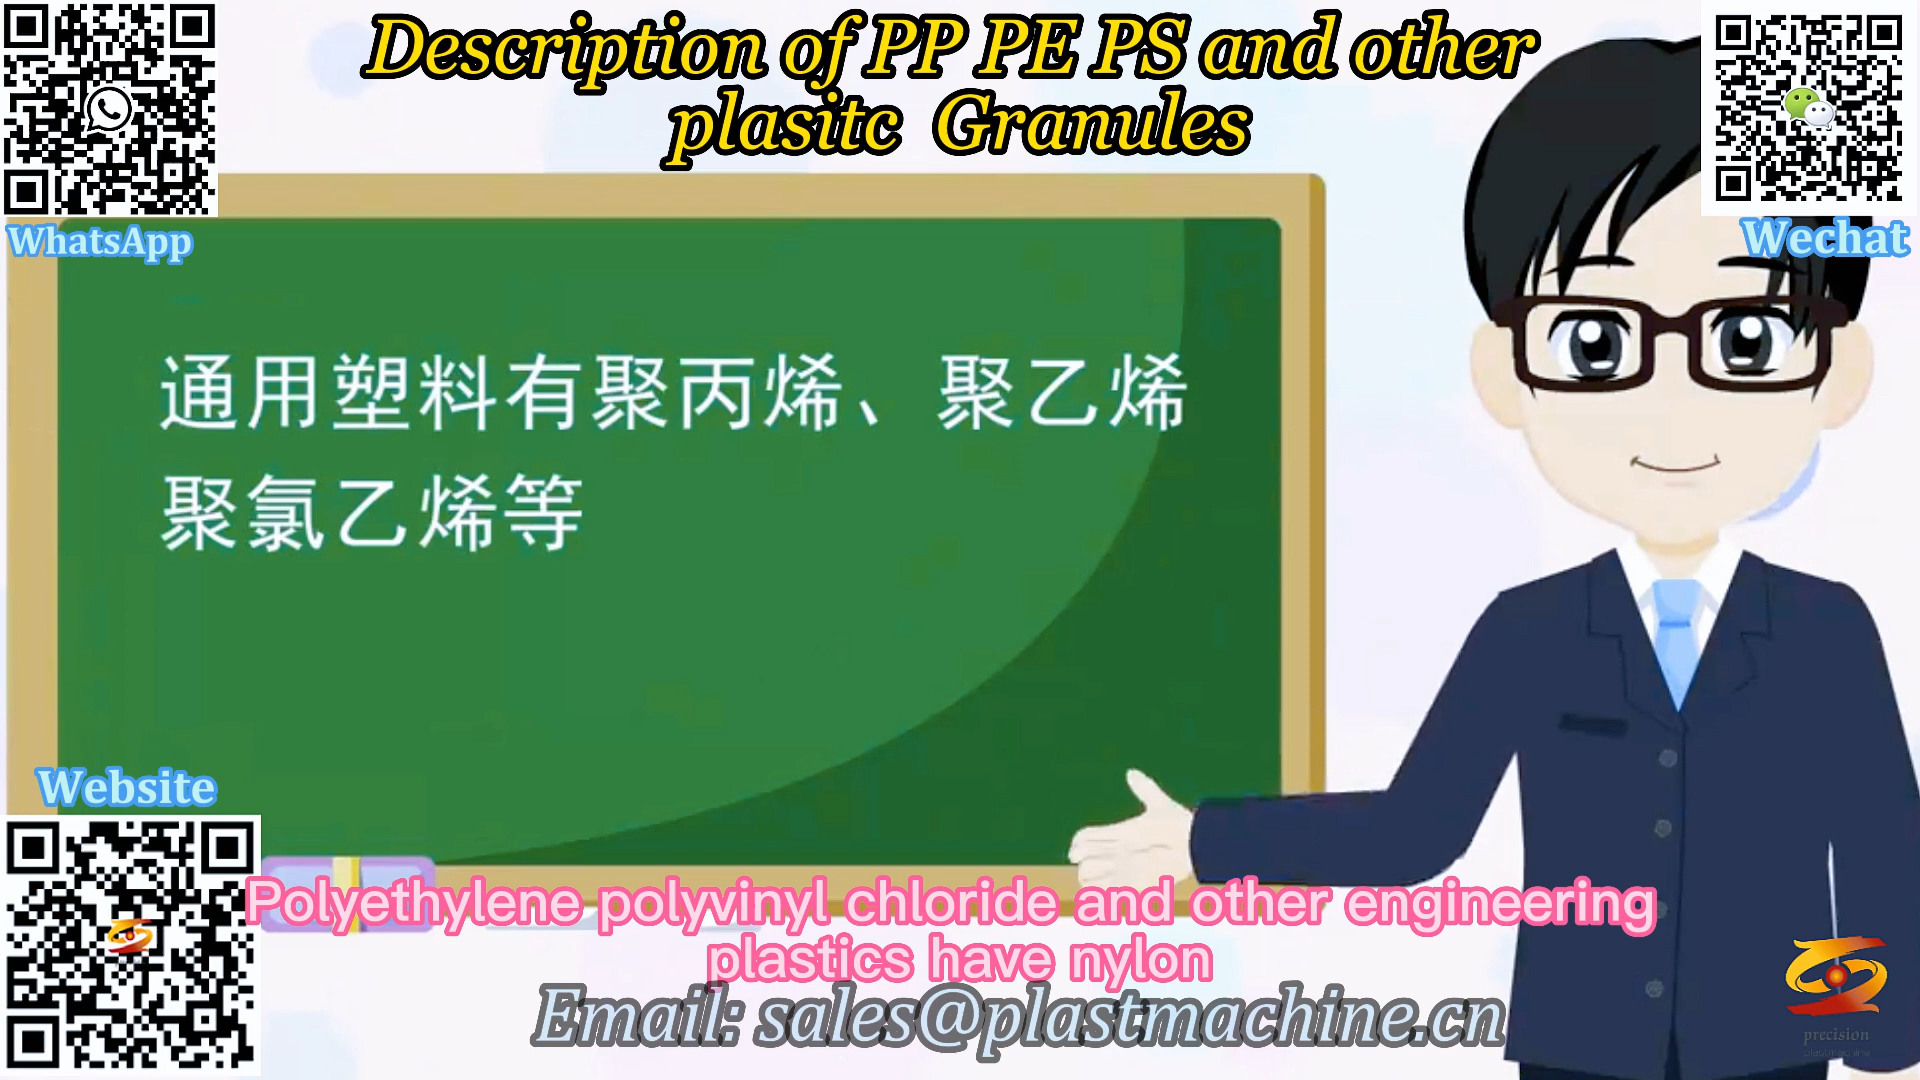 Description of PP PE PS and other
plasitc Granules
WhatsApp
Wechat
通用塑料有聚丙烯、聚乙烯
聚氯乙烯等
Website
Polyethylene polyvinyl chloride and other engineering
plastics have nylon
Email: sales@plastmachine.cn
precision
plastmachine